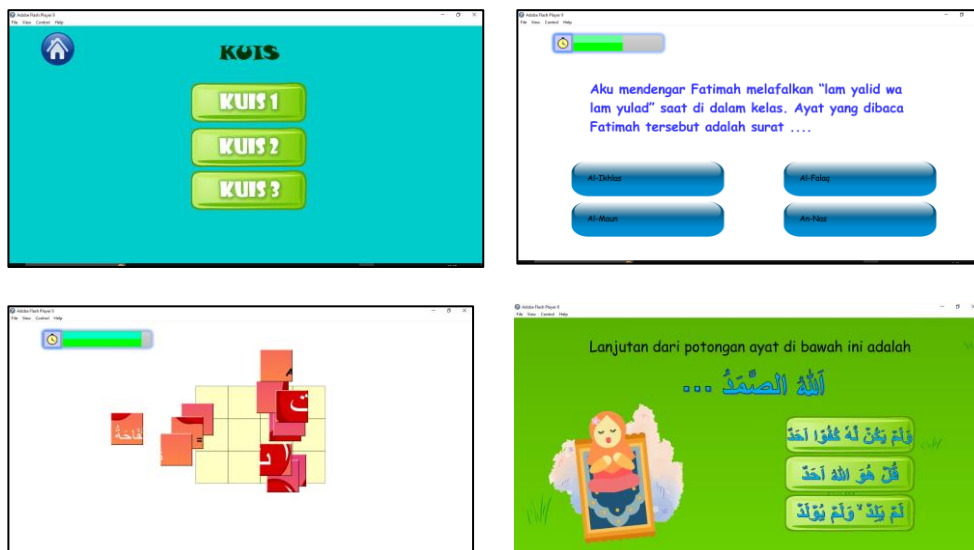 Adobe Flash Player 9
File View Control Help
KUIS
KUIS 1
KUIS 2
KUIS 3
Adobe Flash Player 9
File View Control Help
Aku mendengar Fatimah melafalkan “lam yalid wa
lam yulad” saat di dalam kelas. Ayat yang dibaca
Fatimah tersebut adalah surat ....
Al-Ikhlas
Al-Falaq
Al-Maun
An-Nas
Adobe Flash Player 9
File View Control Help
Adobe Flash Player 9
File View Control Help
Lanjutan dari potongan ayat di bawah ini adalah
اَللّٰهُ الصَّمَدُ ...
وَلَمْ يَكُنْ لَّهٗ كُفُوًا اَحَدٌ
قُلْ هُوَ اللّٰهُ اَحَدٌ
لَمْ يَلِدْ ۙ وَلَمْ يُوْلَدْ